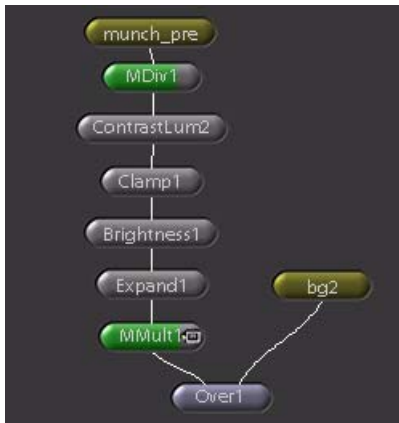 munch_pre
MDiv1
ContrastLum2
Clamp1
Brightness1
Expand1
bg2
MMult1
Over1